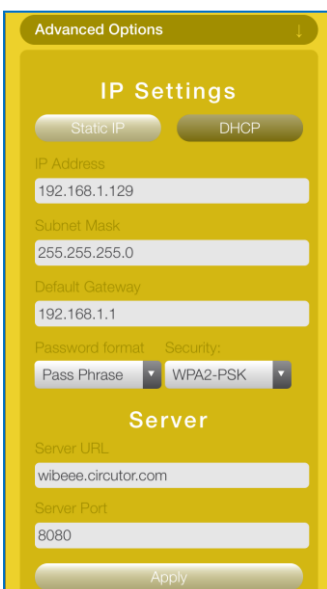 Advanced Options ↓
IP Settings
Static IP DHCP
IP Address
192.168.1.129
Subnet Mask
255.255.255.0
Default Gateway
192.168.1.1
Password format Security:
Pass Phrase WPA2-PSK
Server
Server URL
wibeee.circutor.com
Server Port
8080
Apply